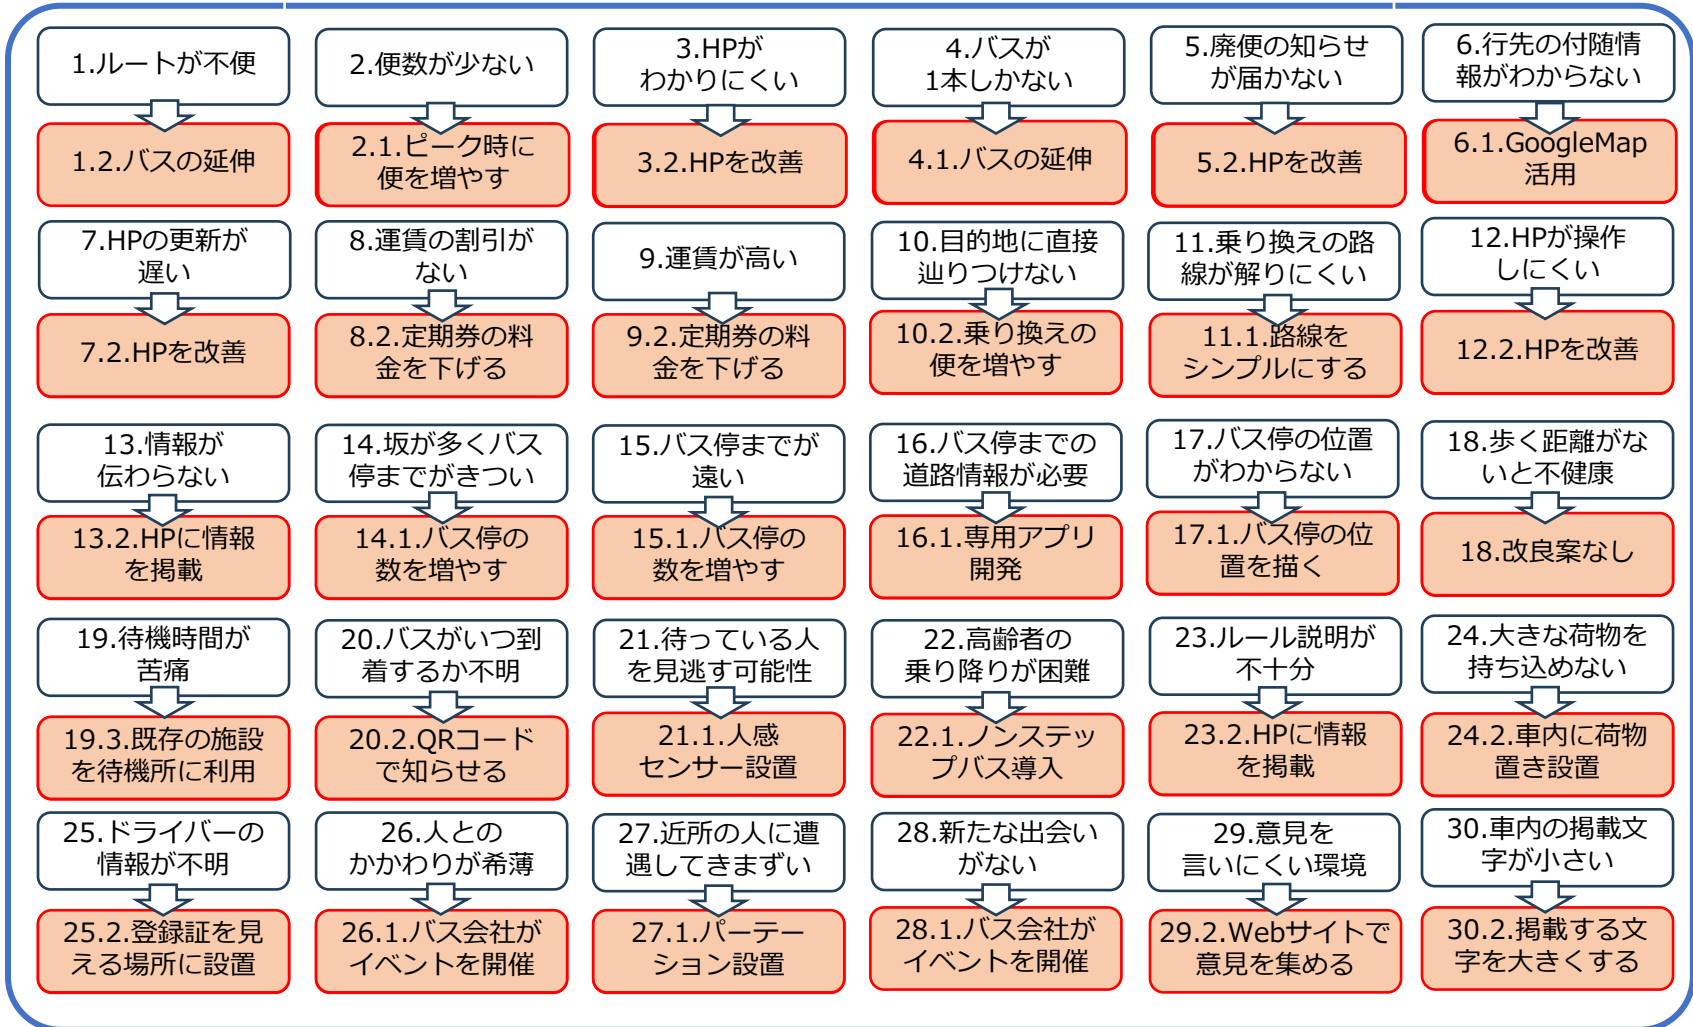 1.ルートが不便
1.2.バスの延伸
2.便数が少ない
2.1.ピーク時に
便を増やす
3.HPが
わかりにくい
3.2.HPを改善
4.バスが
1本しかない
4.1.バスの延伸
5.廃便の知らせ
が届かない
5.2.HPを改善
6.行先の付随情
報がわからない
6.1.GoogleMap
活用
7.HPの更新が
遅い
7.2.HPを改善
8.運賃の割引が
ない
8.2.定期券の料
金を下げる
9.運賃が高い
9.2.定期券の料
金を下げる
10.目的地に直接
辿りつけない
10.2.乗り換えの
便を増やす
11.乗り換えの路
線が解りにくい
11.1.路線を
シンプルにする
12.HPが操作
しにくい
12.2.HPを改善
13.情報が
伝わらない
13.2.HPに情報
を掲載
14.坂が多くバス
停までがきつい
14.1.バス停の
数を増やす
15.バス停までが
遠い
15.1.バス停の
数を増やす
16.バス停までの
道路情報が必要
16.1.専用アプリ
開発
17.バス停の位置
がわからない
17.1.バス停の位
置を描く
18.歩く距離がな
いと不健康
18.改良案なし
19.待機時間が
苦痛
19.3.既存の施設
を待機所に利用
20.バスがいつ到
着するか不明
20.2.QRコード
で知らせる
21.待っている人
を見逃す可能性
21.1.人感
センサー設置
22.高齢者の
乗り降りが困難
22.1.ノンステッ
プバス導入
23.ルール説明が
不十分
23.2.HPに情報
を掲載
24.大きな荷物を
持ち込めない
24.2.車内に荷物
置き設置
25.ドライバーの
情報が不明
25.2.登録証を見
える場所に設置
26.人との
かかわりが希薄
26.1.バス会社が
イベントを開催
27.近所の人に遭
遇してきまずい
27.1.パーテー
ション設置
28.新たな出会い
がない
28.1.バス会社が
イベントを開催
29.意見を
言いにくい環境
29.2.Webサイトで
意見を集める
30.車内の掲載文
字が小さい
30.2.掲載する文
字を大きくする